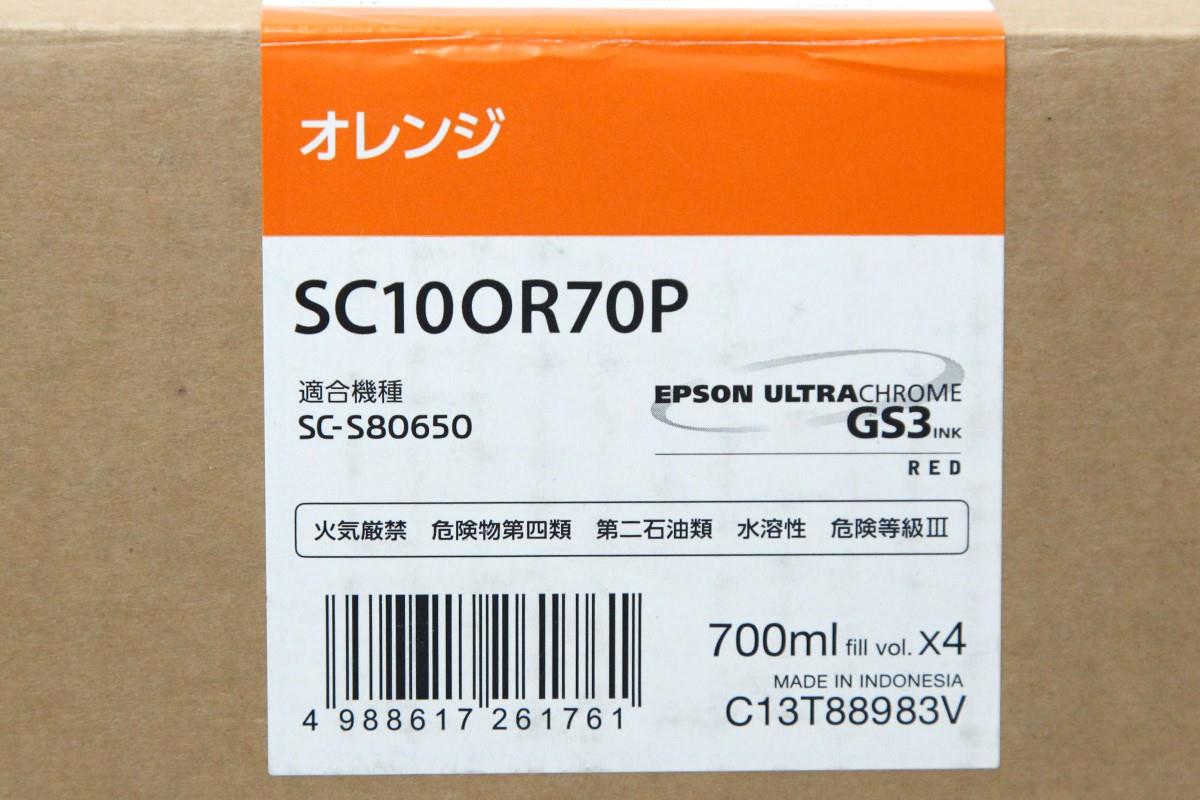 オレンジ
SC10OR70P
適合機種
SC-S80650
EPSON ULTRACHROME
GS3 INK
RED
火気厳禁 危険物第四類 第二石油類 水溶性 危険等級Ⅲ
4 988617 261761
700ml fill vol. x4
MADE IN INDONESIA
C13T88983V